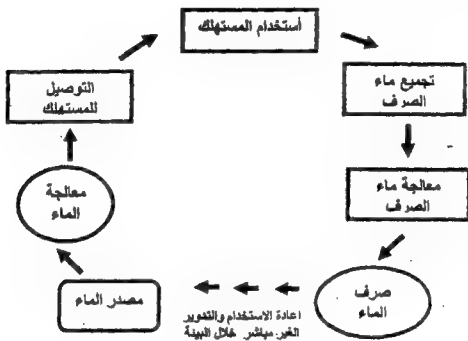 أستخدام المستهلك
تجميع ماء
الصرف
معالجة ماء
الصرف
صرف
الماء
اعادة الاستخدام والتدوير
الغير مباشر خلال البيئة
مصدر الماء
معالجة
الماء
التوصيل
للمستهلك